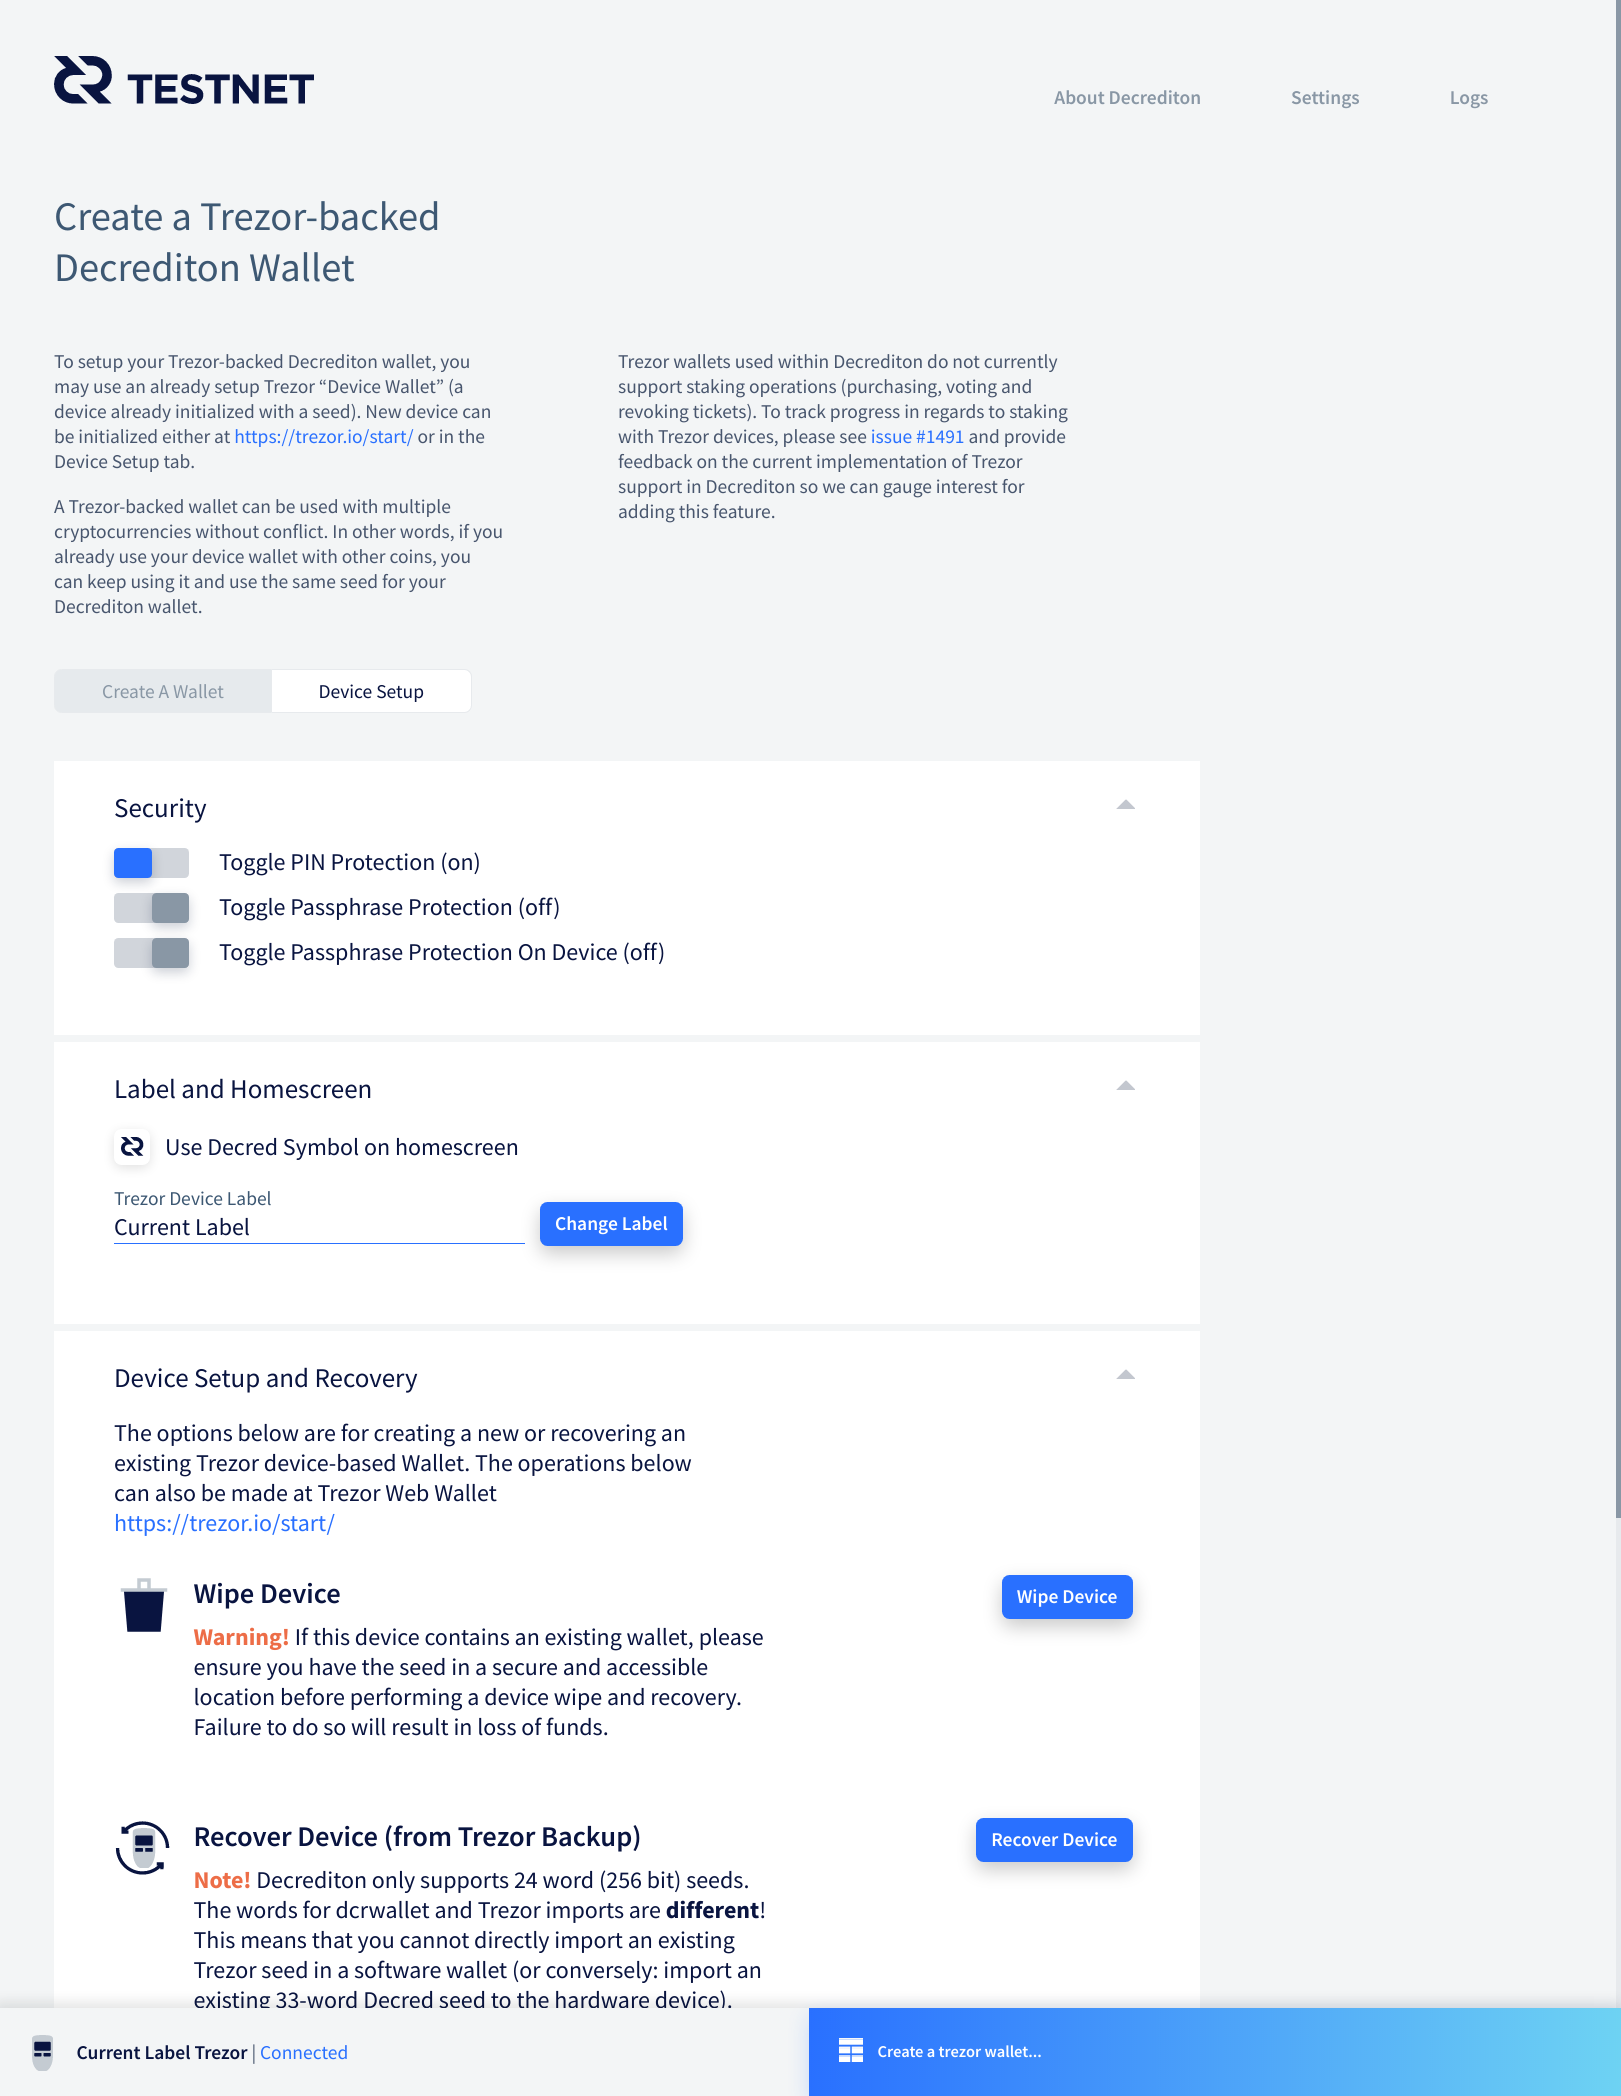 TESTNET
About Decrediton
Settings
Logs
Create a Trezor-backed
Decrediton Wallet
To setup your Trezor-backed Decrediton wallet, you
may use an already setup Trezor “Device Wallet” (a
device already initialized with a seed). New device can
be initialized either at https://trezor.io/start/ or in the
Device Setup tab.
A Trezor-backed wallet can be used with multiple
cryptocurrencies without conflict. In other words, if you
already use your device wallet with other coins, you
can keep using it and use the same seed for your
Decrediton wallet.
Trezor wallets used within Decrediton do not currently
support staking operations (purchasing, voting and
revoking tickets). To track progress in regards to staking
with Trezor devices, please see issue #1491 and provide
feedback on the current implementation of Trezor
support in Decrediton so we can gauge interest for
adding this feature.
Create A Wallet
Device Setup
Security
Toggle PIN Protection (on)
Toggle Passphrase Protection (off)
Toggle Passphrase Protection On Device (off)
Label and Homescreen
Use Decred Symbol on homescreen
Trezor Device Label
Current Label
Change Label
Device Setup and Recovery
The options below are for creating a new or recovering an
existing Trezor device-based Wallet. The operations below
can also be made at Trezor Web Wallet
https://trezor.io/start/
Wipe Device
Wipe Device
Warning! If this device contains an existing wallet, please
ensure you have the seed in a secure and accessible
location before performing a device wipe and recovery.
Failure to do so will result in loss of funds.
Recover Device (from Trezor Backup)
Recover Device
Note! Decrediton only supports 24 word (256 bit) seeds.
The words for dcrwallet and Trezor imports are different!
This means that you cannot directly import an existing
Trezor seed in a software wallet (or conversely: import an
existing 33-word Decred seed to the hardware device).
Current Label Trezor | Connected
Create a trezor wallet...